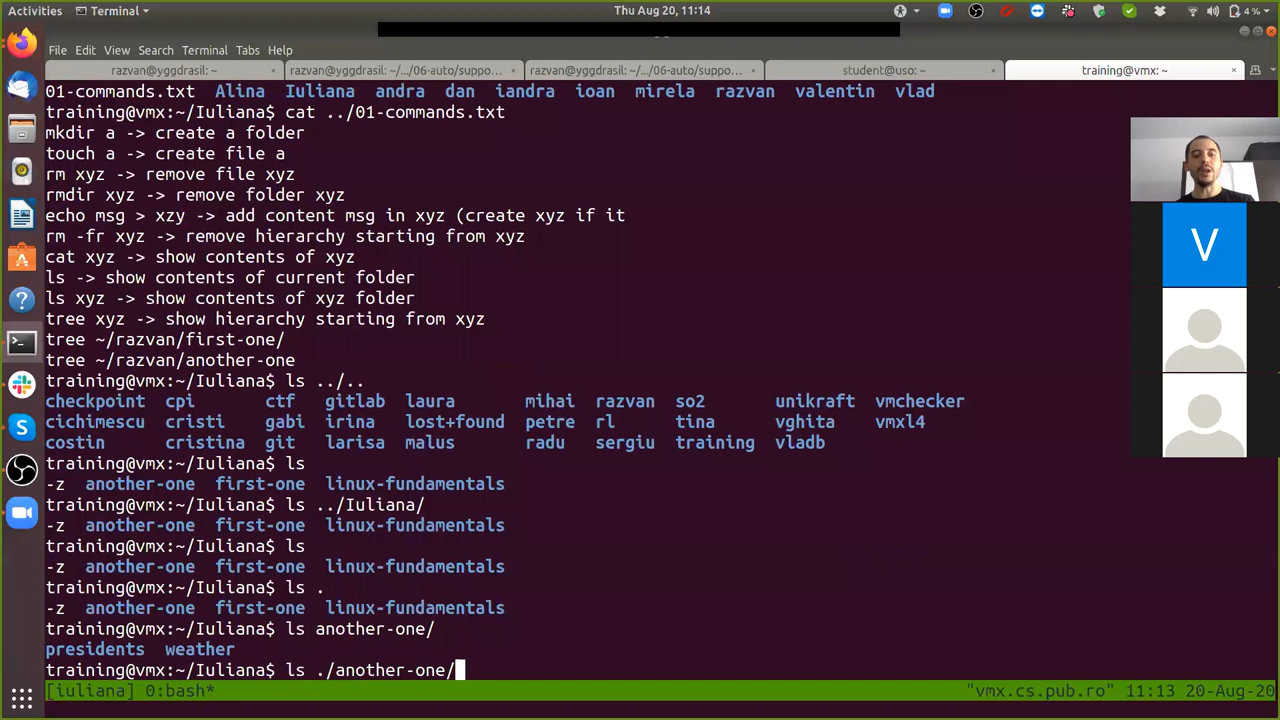 Activities Terminal Thu Aug 20, 11:14 4 %
File Edit View Search Terminal Tabs Help
razvan@yggdrasil: ~ razvan@yggdrasil: ~/.../06-auto/suppo... razvan@yggdrasil: ~/.../06-auto/suppo... student@uso: ~ training@vmx: ~
01-commands.txt Alina Iuliana andra dan iandra ioan mirela razvan valentin vlad
training@vmx:~/Iuliana$ cat ../01-commands.txt
mkdir a -> create a folder
touch a -> create file a
rm xyz -> remove file xyz
rmdir xyz -> remove folder xyz
echo msg > xzy -> add content msg in xyz (create xyz if it
rm -fr xyz -> remove hierarchy starting from xyz
cat xyz -> show contents of xyz
ls -> show contents of current folder
ls xyz -> show contents of xyz folder
tree xyz -> show hierarchy starting from xyz
tree ~/razvan/first-one/
tree ~/razvan/another-one
training@vmx:~/Iuliana$ ls ../..
checkpoint cpi ctf gitlab laura mihai razvan so2 unikraft vmchecker
cichimescu cristi gabi irina lost+found petre rl tina vghita vmxl4
costin cristina git larisa malus radu sergiu training vladb
training@vmx:~/Iuliana$ ls
-z another-one first-one linux-fundamentals
training@vmx:~/Iuliana$ ls ../Iuliana/
-z another-one first-one linux-fundamentals
training@vmx:~/Iuliana$ ls
-z another-one first-one linux-fundamentals
training@vmx:~/Iuliana$ ls .
-z another-one first-one linux-fundamentals
training@vmx:~/Iuliana$ ls another-one/
presidents weather
training@vmx:~/Iuliana$ ls ./another-one/
[iuliana] 0:bash* "vmx.cs.pub.ro" 11:13 20-Aug-20
V